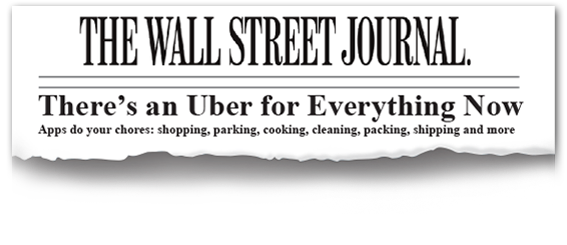 THE WALL STREET JOURNAL.
There's an Uber for Everything Now
Apps do your chores: shopping, parking, cooking, cleaning, packing, shipping and more